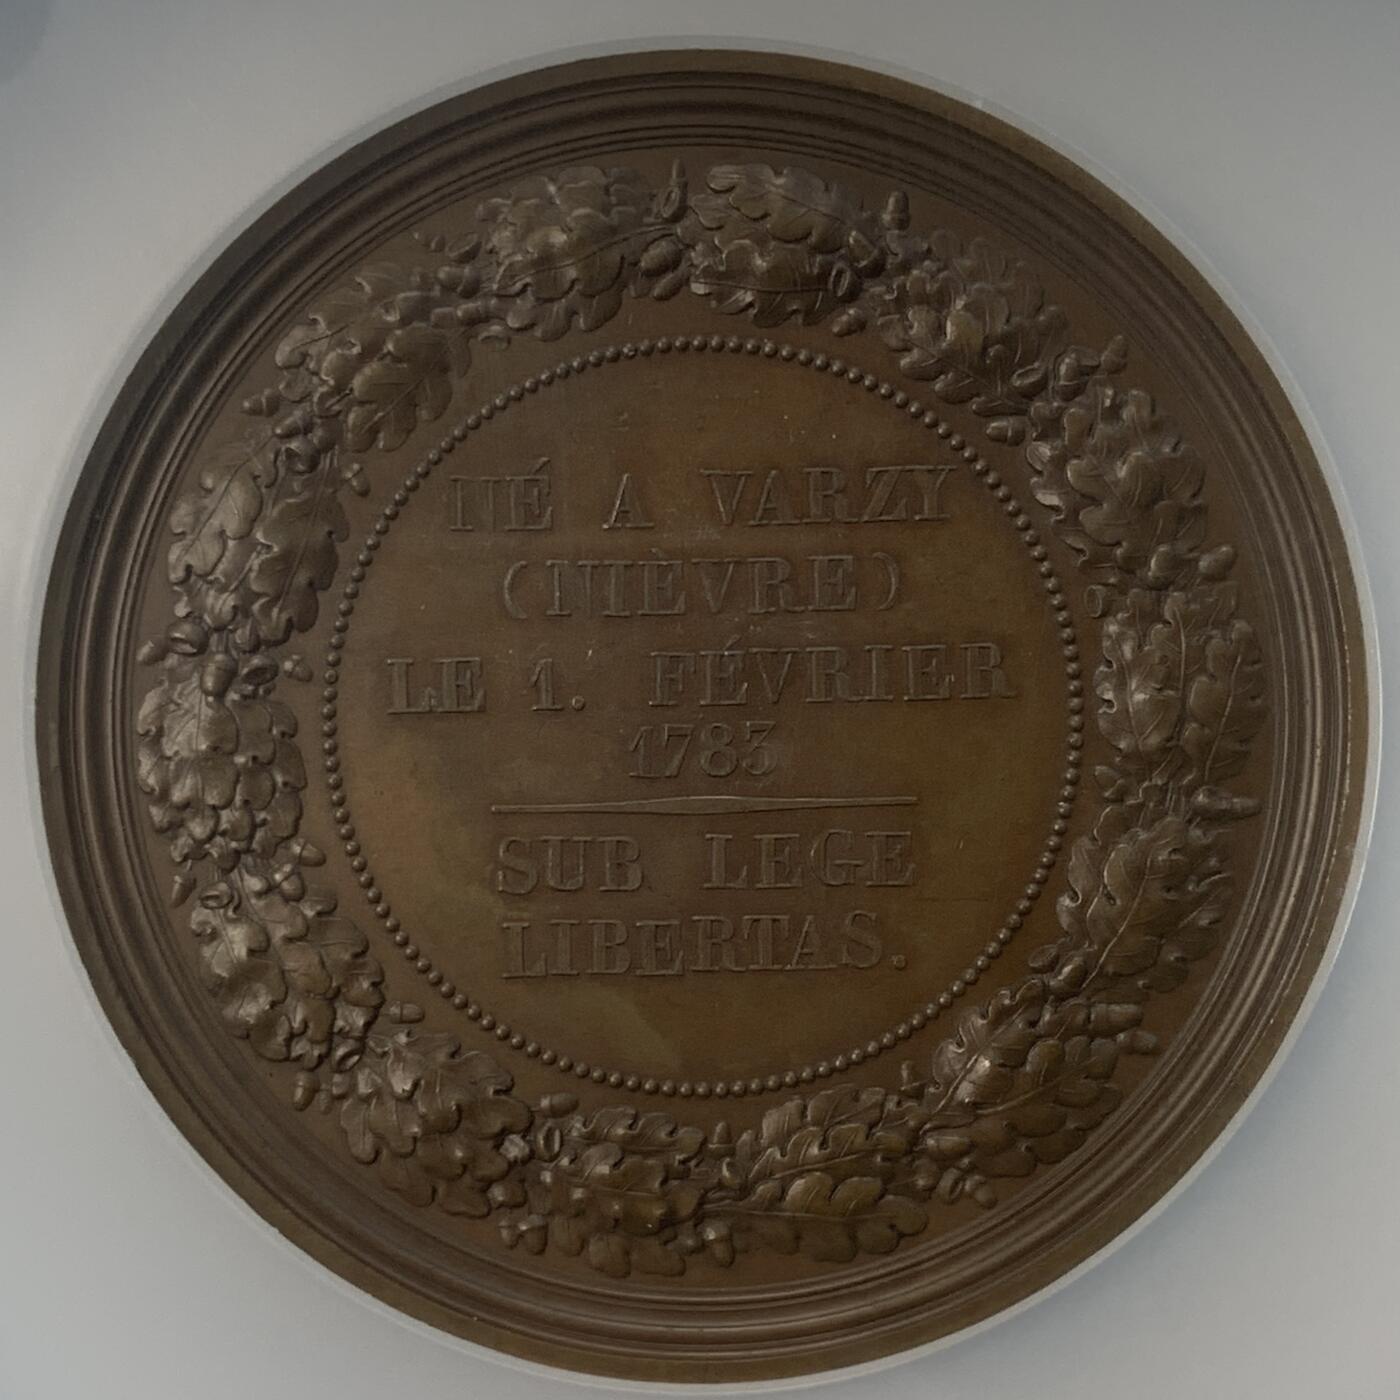 NÉ A VARZY
(NIÈVRE)
LE 1. FÉVRIER
1783
SUB LEGE
LIBERTAS.